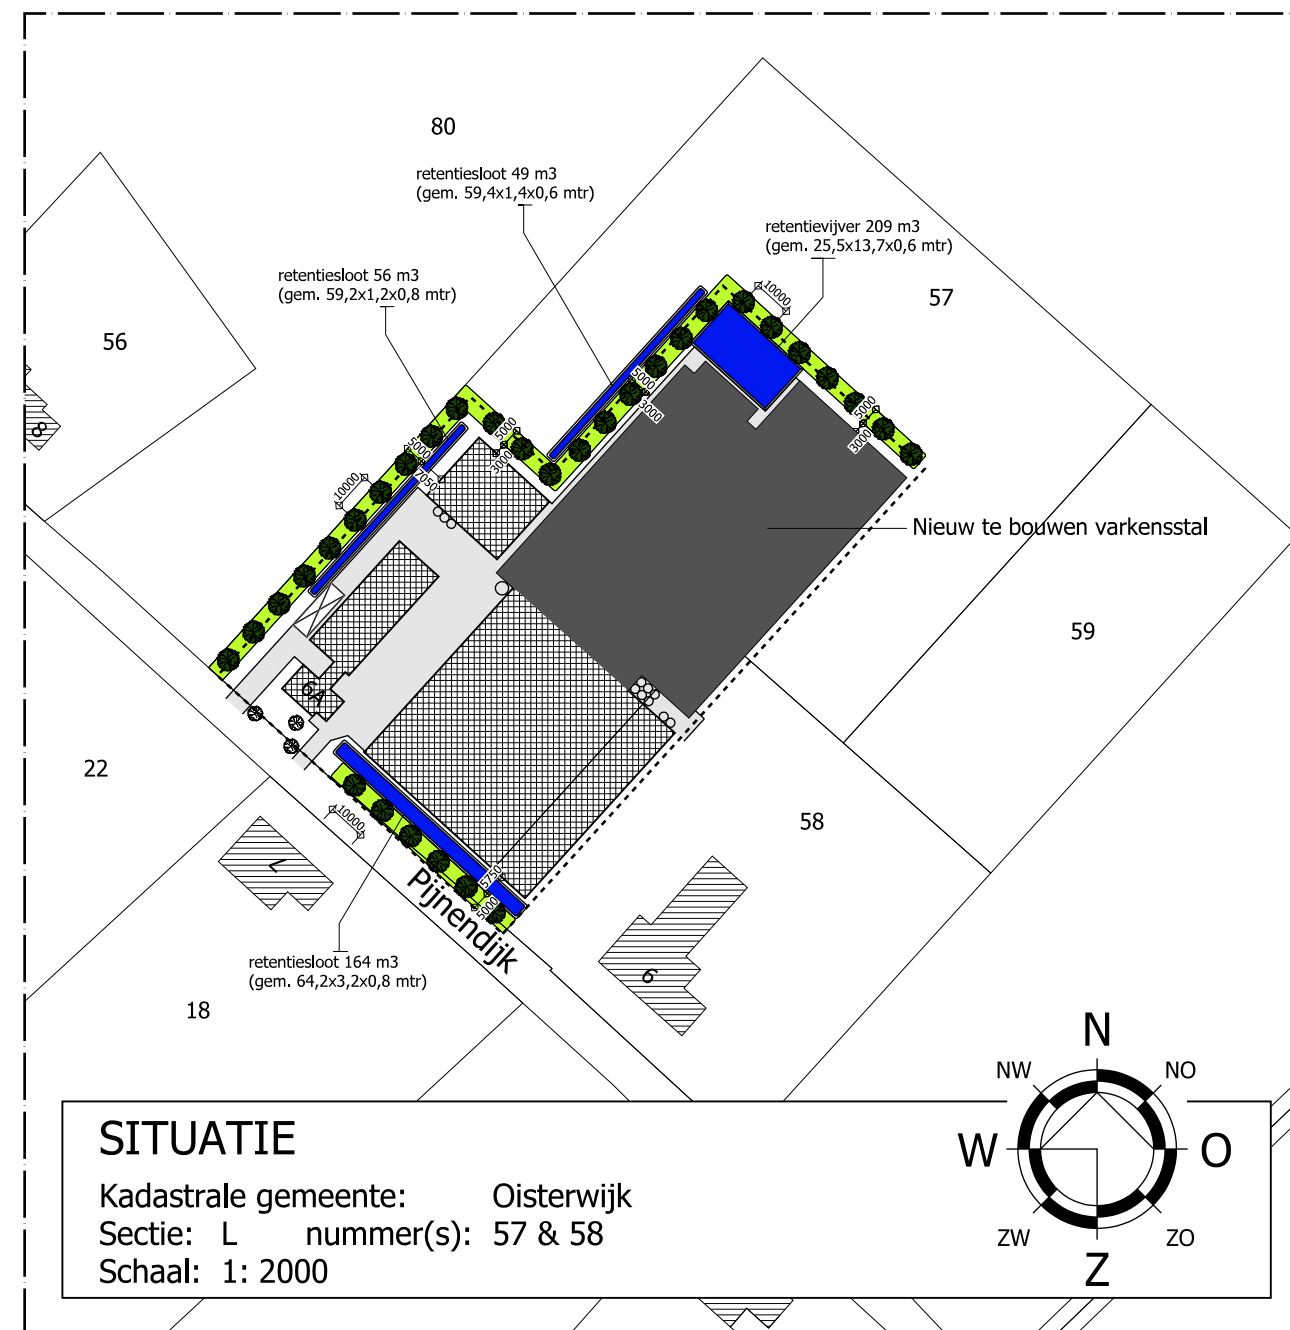 80
retentiesloot 49 m3
(gem. 59,4x1,4x0,6 mtr)
retentievijver 209 m3
(gem. 25,5x13,7x0,6 mtr)
retentiesloot 56 m3
(gem. 59,2x1,2x0,8 mtr)
57
56
10000
5000
3000
5000
3000
5000
3000
5000
7050
10000
8
Nieuw te bouwen varkensstal
59
6A
22
58
10000
7
5750
5000
Pijnendijk
9
retentiesloot 164 m3
(gem. 64,2x3,2x0,8 mtr)
18
N
NW
NO
W
O
ZW
ZO
Z
SITUATIE
Kadastrale gemeente: Oisterwijk
Sectie: L nummer(s): 57 & 58
Schaal: 1: 2000